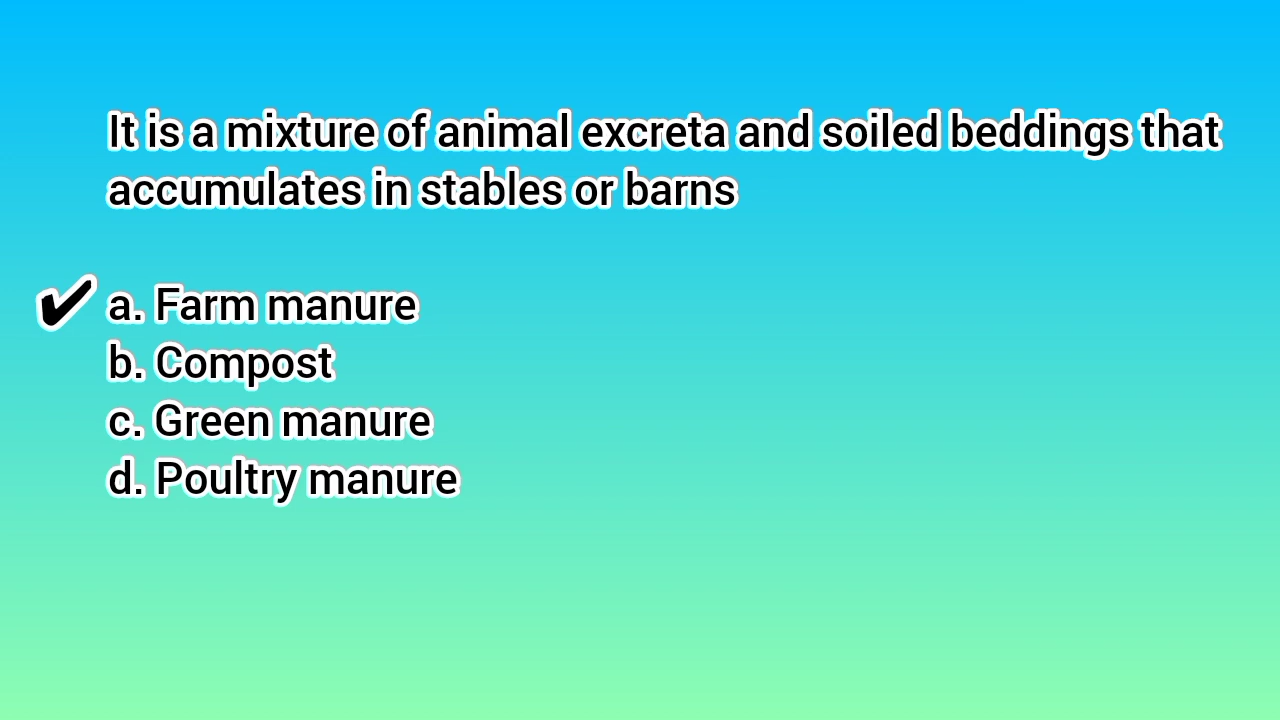 It is a mixture of animal excreta and soiled beddings that
accumulates in stables or barns
✔ a. Farm manure
b. Compost
c. Green manure
d. Poultry manure